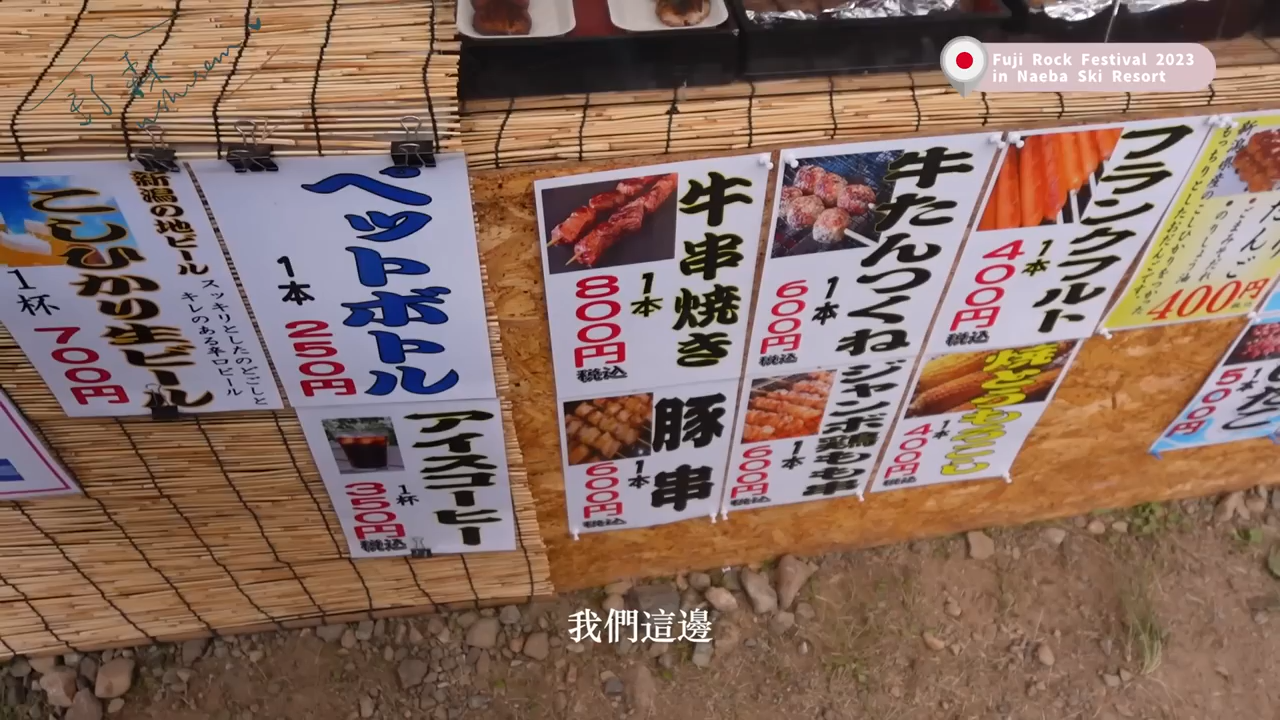 Fuji Rock Festival 2023
in Naeba Ski Resort
新潟の地ビール
こしひかり生ビール
スッキリとしたのどごしと
キレのある辛口ビール
1杯
700円
ペットボトル
1本
250円
アイスコーヒー
1杯
350円
税込
牛串焼き
1本
800円
税込
牛たんつくね
1本
600円
税込
フランクフルト
1本
400円
税込
400円
豚串
1本
600円
税込
ジャンボ鶏もも串
1本
600円
税込
焼とうもろこし
1本
400円
税込
500円
我們這邊